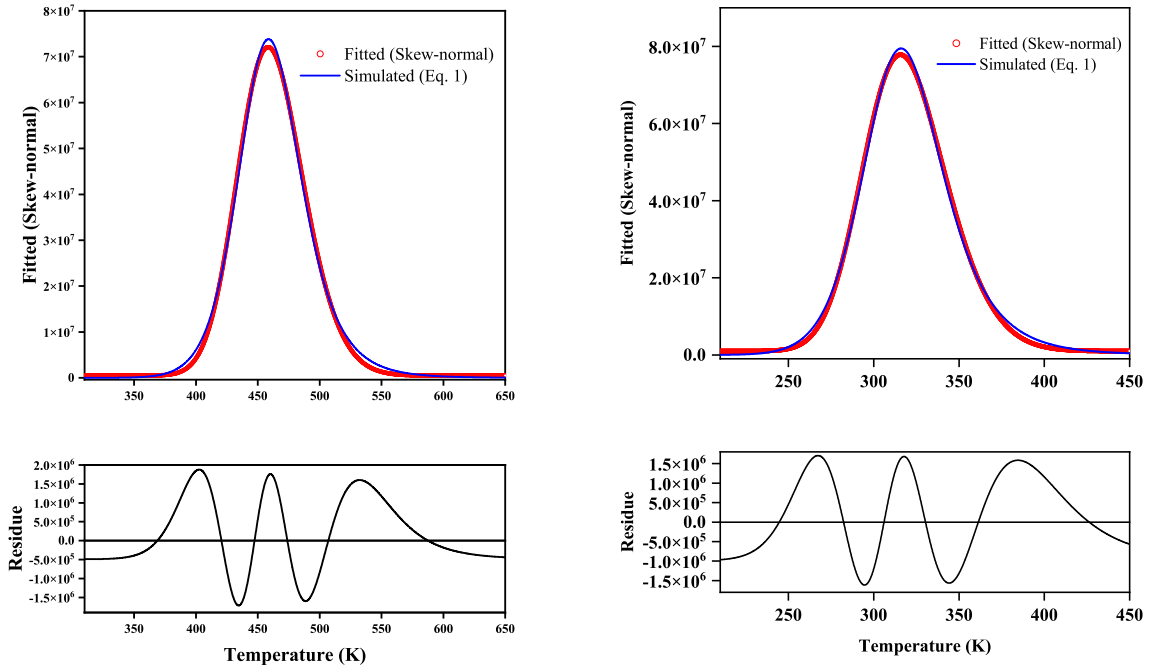 8×10⁷
7×10⁷
6×10⁷
5×10⁷
4×10⁷
3×10⁷
2×10⁷
1×10⁷
0
Fitted (Skew-normal)
Fitted (Skew-normal)
Simulated (Eq. 1)
350 400 450 500 550 600 650
2.0×10⁶
1.5×10⁶
1.0×10⁶
5.0×10⁵
0.0
-5.0×10⁵
-1.0×10⁶
-1.5×10⁶
Residue
350 400 450 500 550 600 650
Temperature (K)
8.0×10⁷
6.0×10⁷
4.0×10⁷
2.0×10⁷
0.0
Fitted (Skew-normal)
Fitted (Skew-normal)
Simulated (Eq. 1)
250 300 350 400 450
1.5×10⁶
1.0×10⁶
5.0×10⁵
0.0
-5.0×10⁵
-1.0×10⁶
-1.5×10⁶
Residue
250 300 350 400 450
Temperature (K)